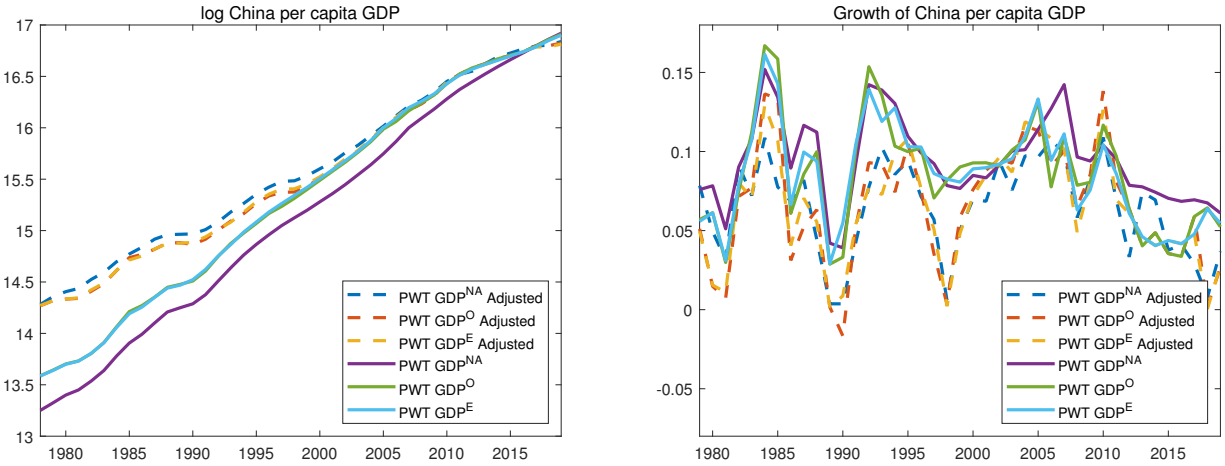 log China per capita GDP
17
16.5
16
15.5
15
14.5
14
13.5
13
1980 1985 1990 1995 2000 2005 2010 2015
PWT GDP^NA Adjusted
PWT GDP^O Adjusted
PWT GDP^E Adjusted
PWT GDP^NA
PWT GDP^O
PWT GDP^E
Growth of China per capita GDP
0.15
0.1
0.05
0
-0.05
1980 1985 1990 1995 2000 2005 2010 2015
PWT GDP^NA Adjusted
PWT GDP^O Adjusted
PWT GDP^E Adjusted
PWT GDP^NA
PWT GDP^O
PWT GDP^E